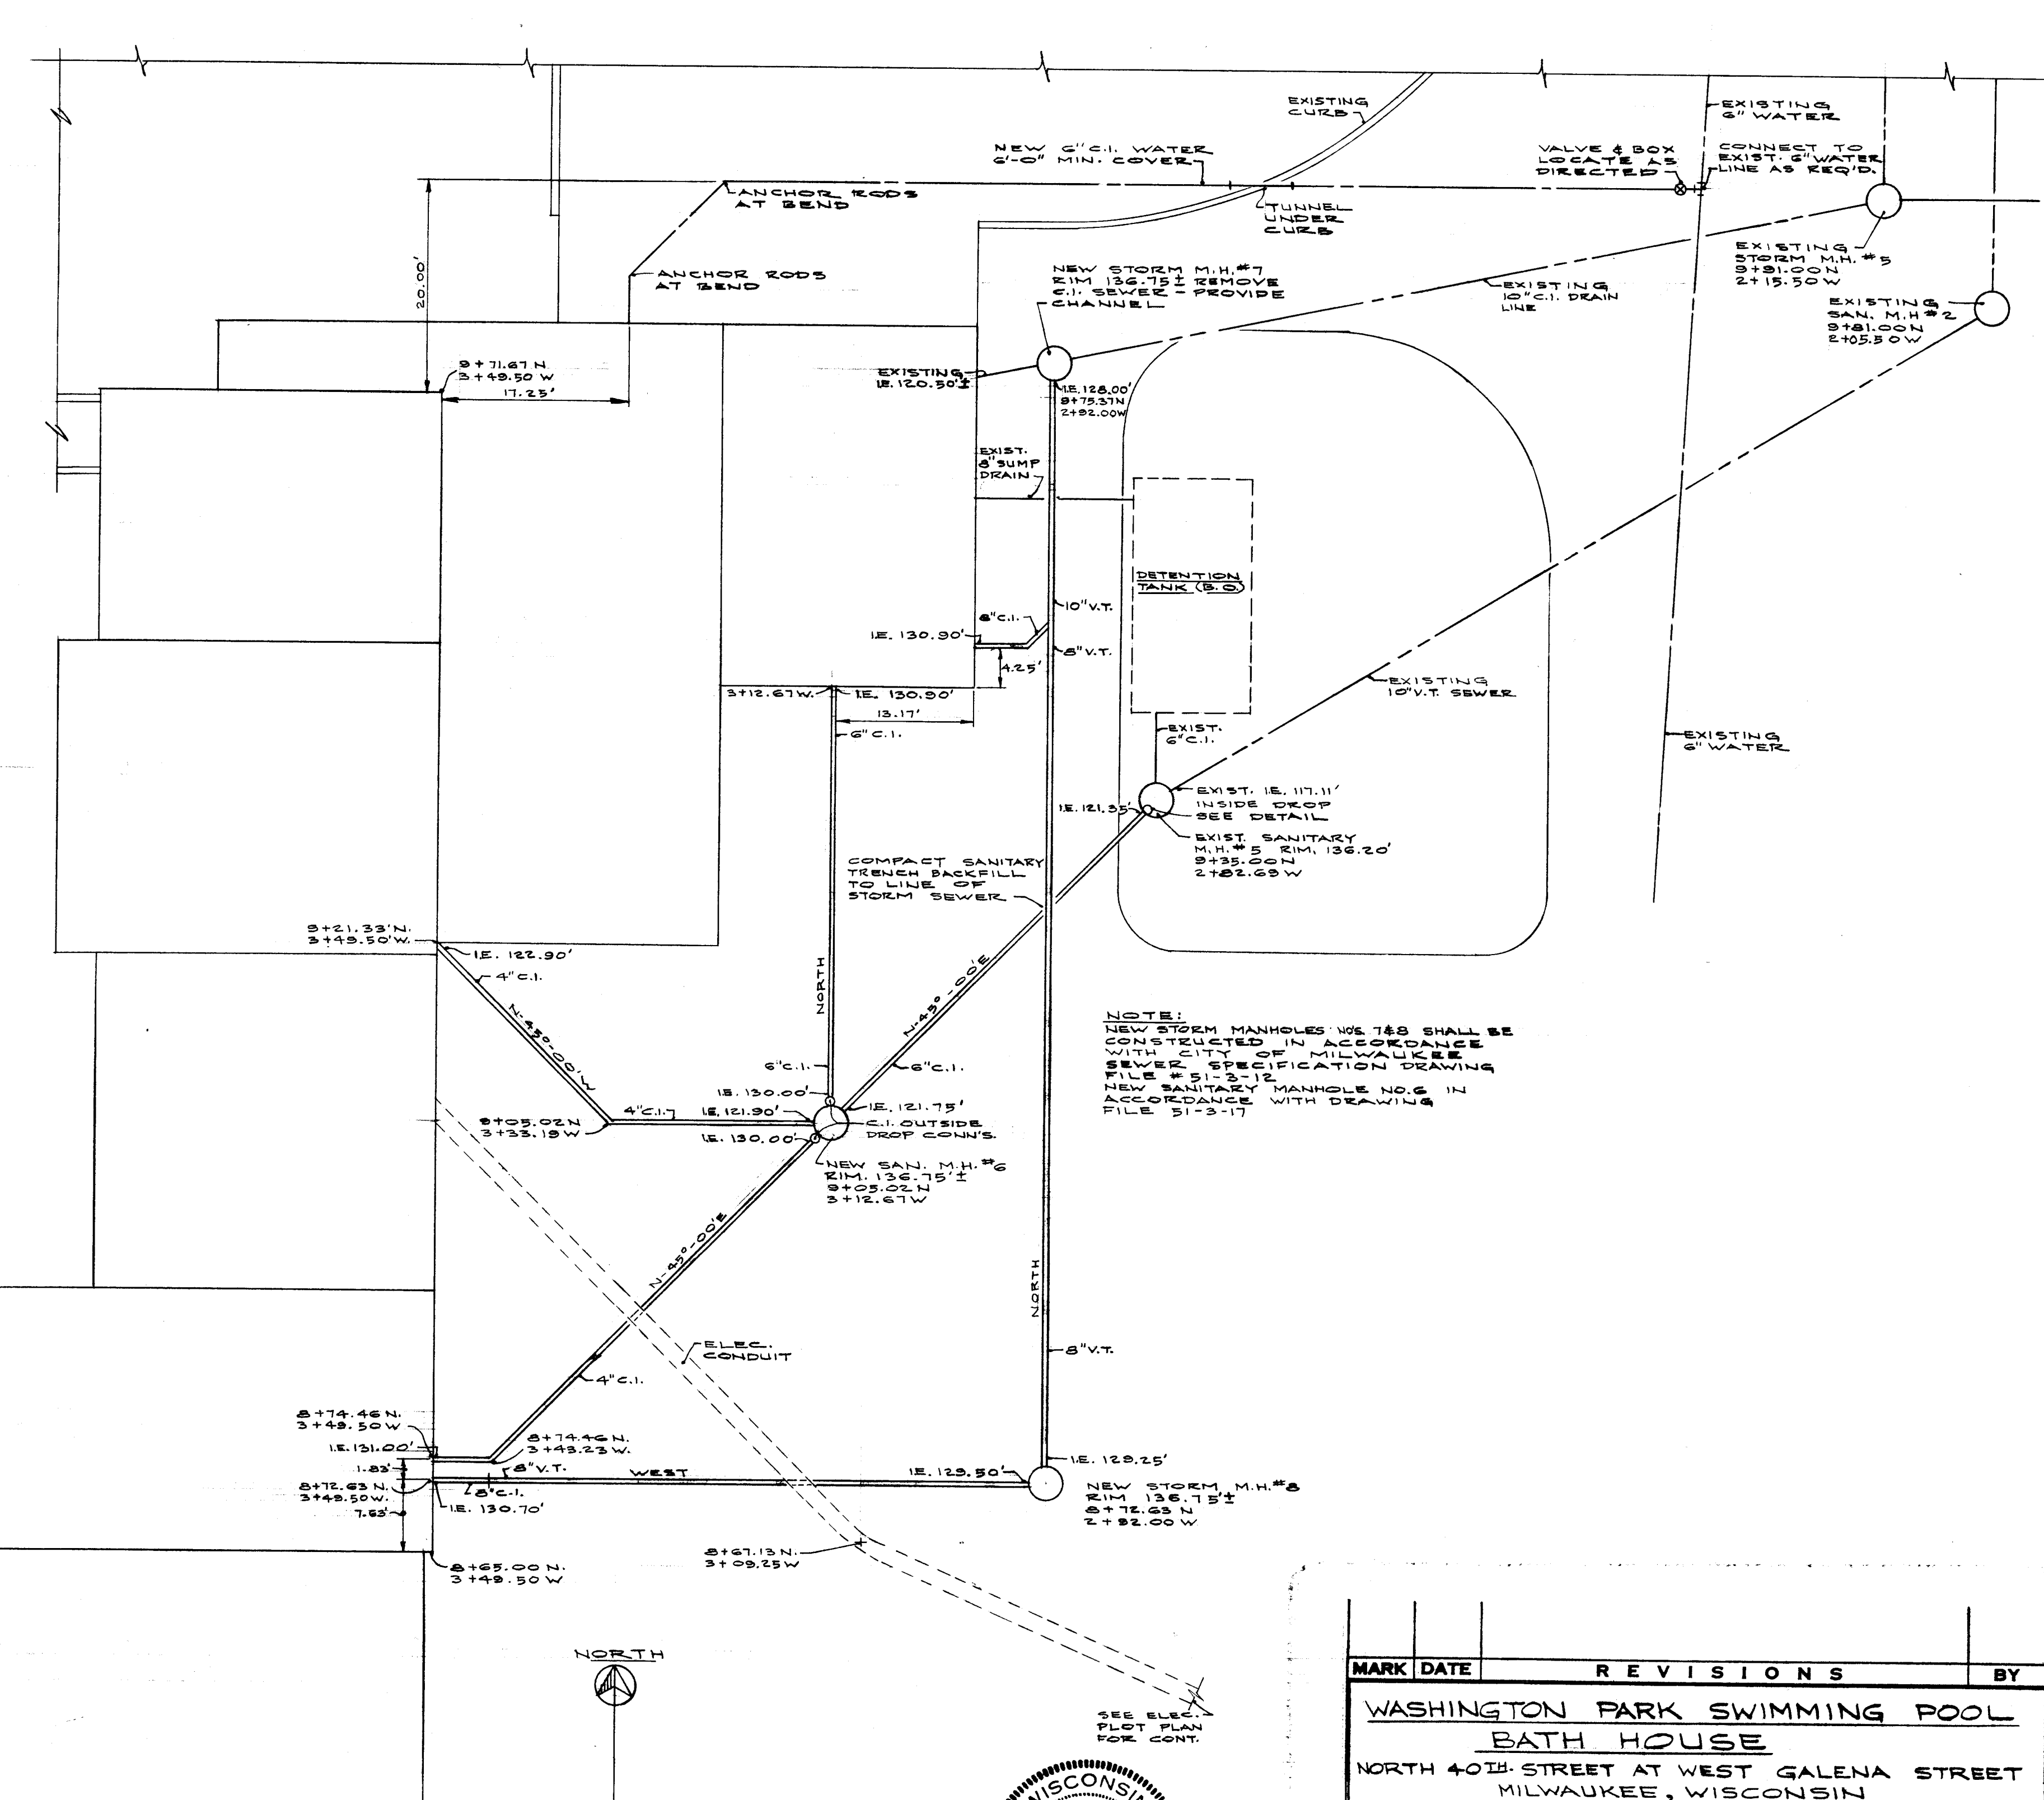 EXISTING
CURB
EXISTING
6" WATER
NEW 6" C.I. WATER
6'-0" MIN. COVER
VALVE & BOX
LOCATE AS
DIRECTED
CONNECT TO
EXIST. 6" WATER
LINE AS REQ'D.
ANCHOR RODS
AT BEND
TUNNEL
UNDER
CURB
20.00'
ANCHOR RODS
AT BEND
NEW STORM M.H. #7
RIM 136.75± REMOVE
C.I. SEWER - PROVIDE
CHANNEL
EXISTING
10" C.I. DRAIN
LINE
EXISTING
STORM M.H. #5
9+91.00N
2+15.50W
EXISTING
SAN. M.H #2
9+81.00N
2+05.50W
9+71.67 N.
3+49.50 W
17.25'
EXISTING
I.E. 120.50'±
I.E. 128.00'
9+75.37N
2+92.00W
EXIST.
8" SUMP
DRAIN
DETENTION
TANK (B.O.)
10" V.T.
8" C.I.
I.E. 130.90'
8" V.T.
4.25'
3+12.67 W.
I.E. 130.90'
13.17'
6" C.I.
EXISTING
10" V.T. SEWER
EXIST.
6" C.I.
EXISTING
6" WATER
I.E. 121.35'
EXIST. I.E. 117.11'
INSIDE DROP
SEE DETAIL
EXIST. SANITARY
M.H. #5 RIM. 136.20'
9+35.00N
2+82.69 W
COMPACT SANITARY
TRENCH BACKFILL
TO LINE OF
STORM SEWER
9+21.33'N.
3+49.50'W.
I.E. 122.90'
4" C.I.
N-45°-00'W
NORTH
N-45°-00'E
6" C.I.
6" C.I.
NOTE:
NEW STORM MANHOLES NO'S. 7&8 SHALL BE
CONSTRUCTED IN ACCORDANCE
WITH CITY OF MILWAUKEE
SEWER SPECIFICATION DRAWING
FILE #51-3-12
NEW SANITARY MANHOLE NO.6 IN
ACCORDANCE WITH DRAWING
FILE 51-3-17
I.E. 130.00'
4" C.I.
I.E. 121.90'
I.E. 121.75'
C.I. OUTSIDE
DROP CONN'S.
9+05.02N
3+33.19 W
I.E. 130.00'
NEW SAN. M.H. #6
RIM. 136.75'±
9+05.02N
3+12.67W
N-45°-00'E
NORTH
ELEC.
CONDUIT
8" V.T.
4" C.I.
8+74.46 N.
3+49.50 W
I.E. 131.00'
8+74.46 N.
3+43.23 W.
1.83'
8" V.T.
WEST
I.E. 129.50'
I.E. 129.25'
8+72.63 N.
3+49.50 W.
8" C.I.
I.E. 130.70'
7.63'
NEW STORM M.H. #8
RIM 136.75'±
8+72.63 N
2+92.00 W
8+67.13 N.
3+09.25 W
8+65.00 N.
3+49.50 W
NORTH
SEE ELEC.
PLOT PLAN
FOR CONT.
WISCONSIN
MARK DATE REVISIONS BY
WASHINGTON PARK SWIMMING POOL
BATH HOUSE
NORTH 40TH. STREET AT WEST GALENA STREET
MILWAUKEE, WISCONSIN